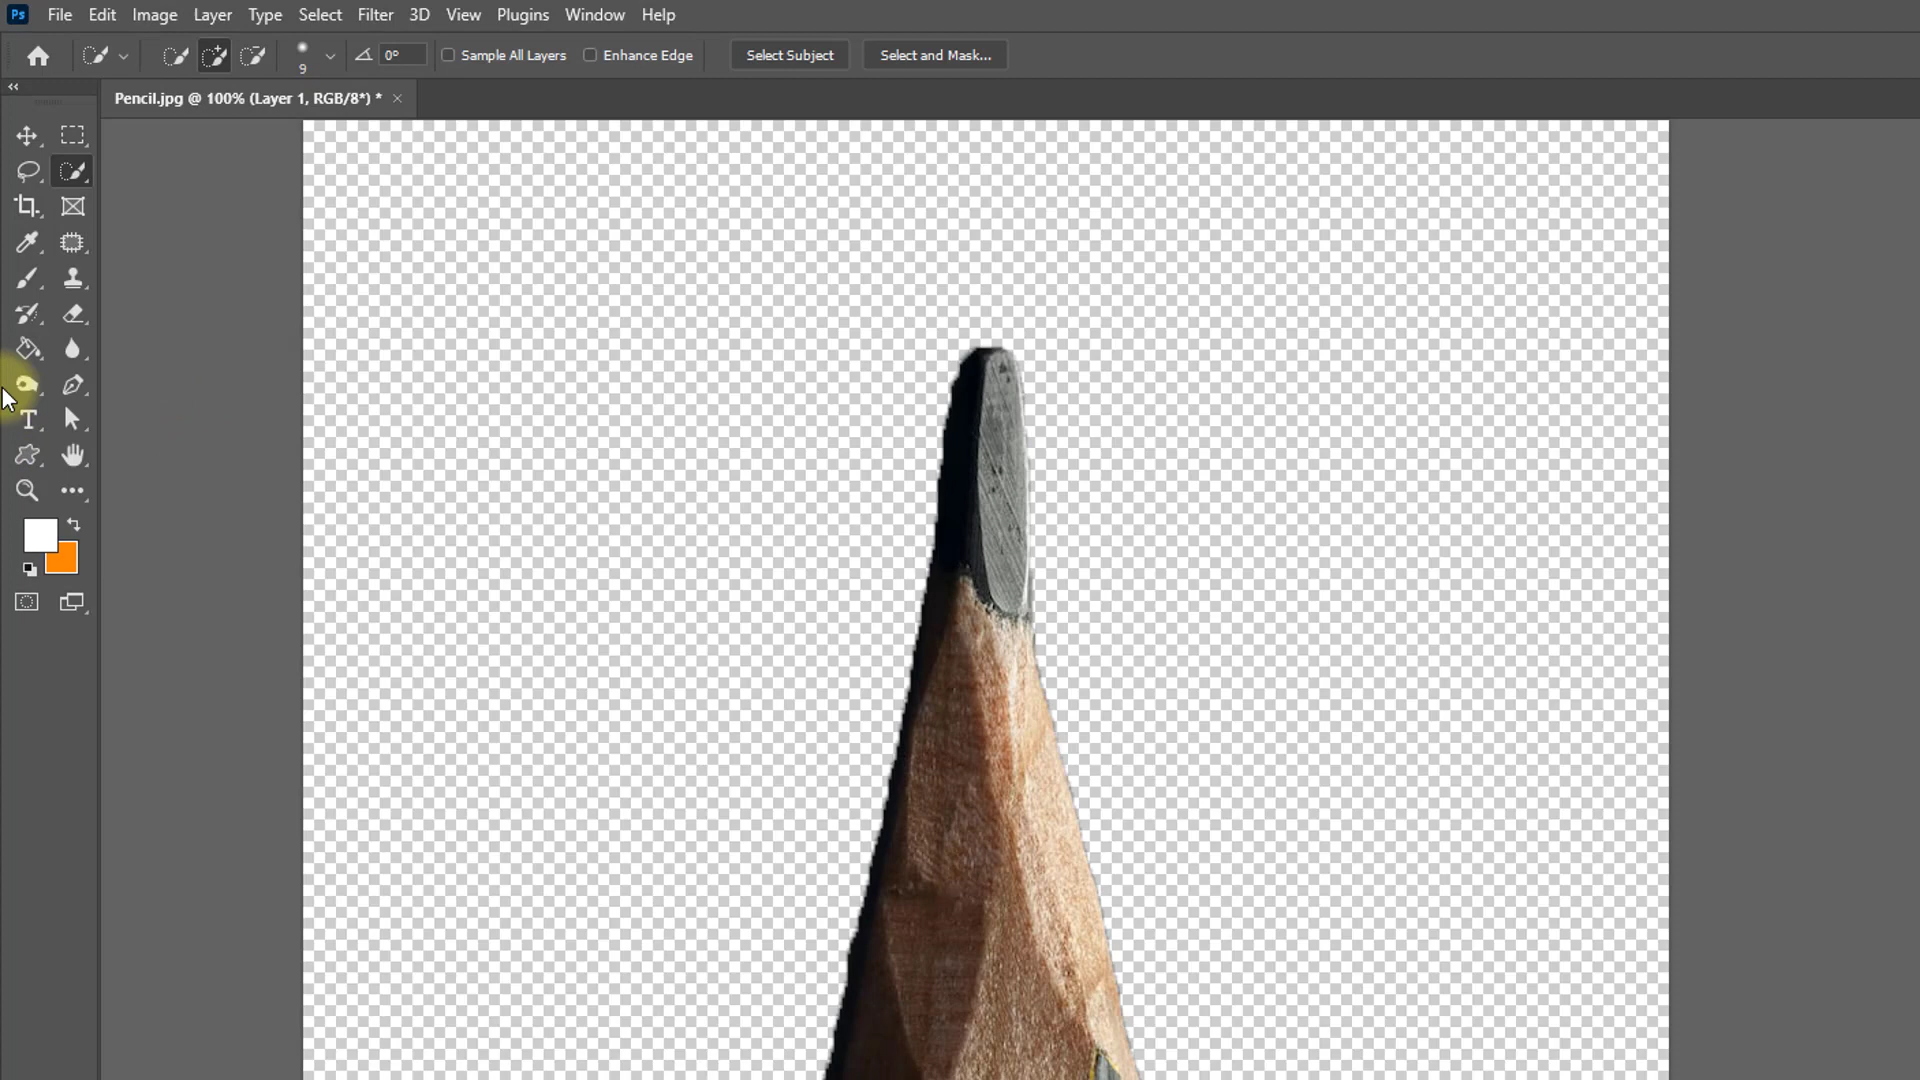 Ps File Edit Image Layer Type Select Filter 3D View Plugins Window Help
9 0° Sample All Layers Enhance Edge Select Subject Select and Mask...
Pencil.jpg @ 100% (Layer 1, RGB/8*) *